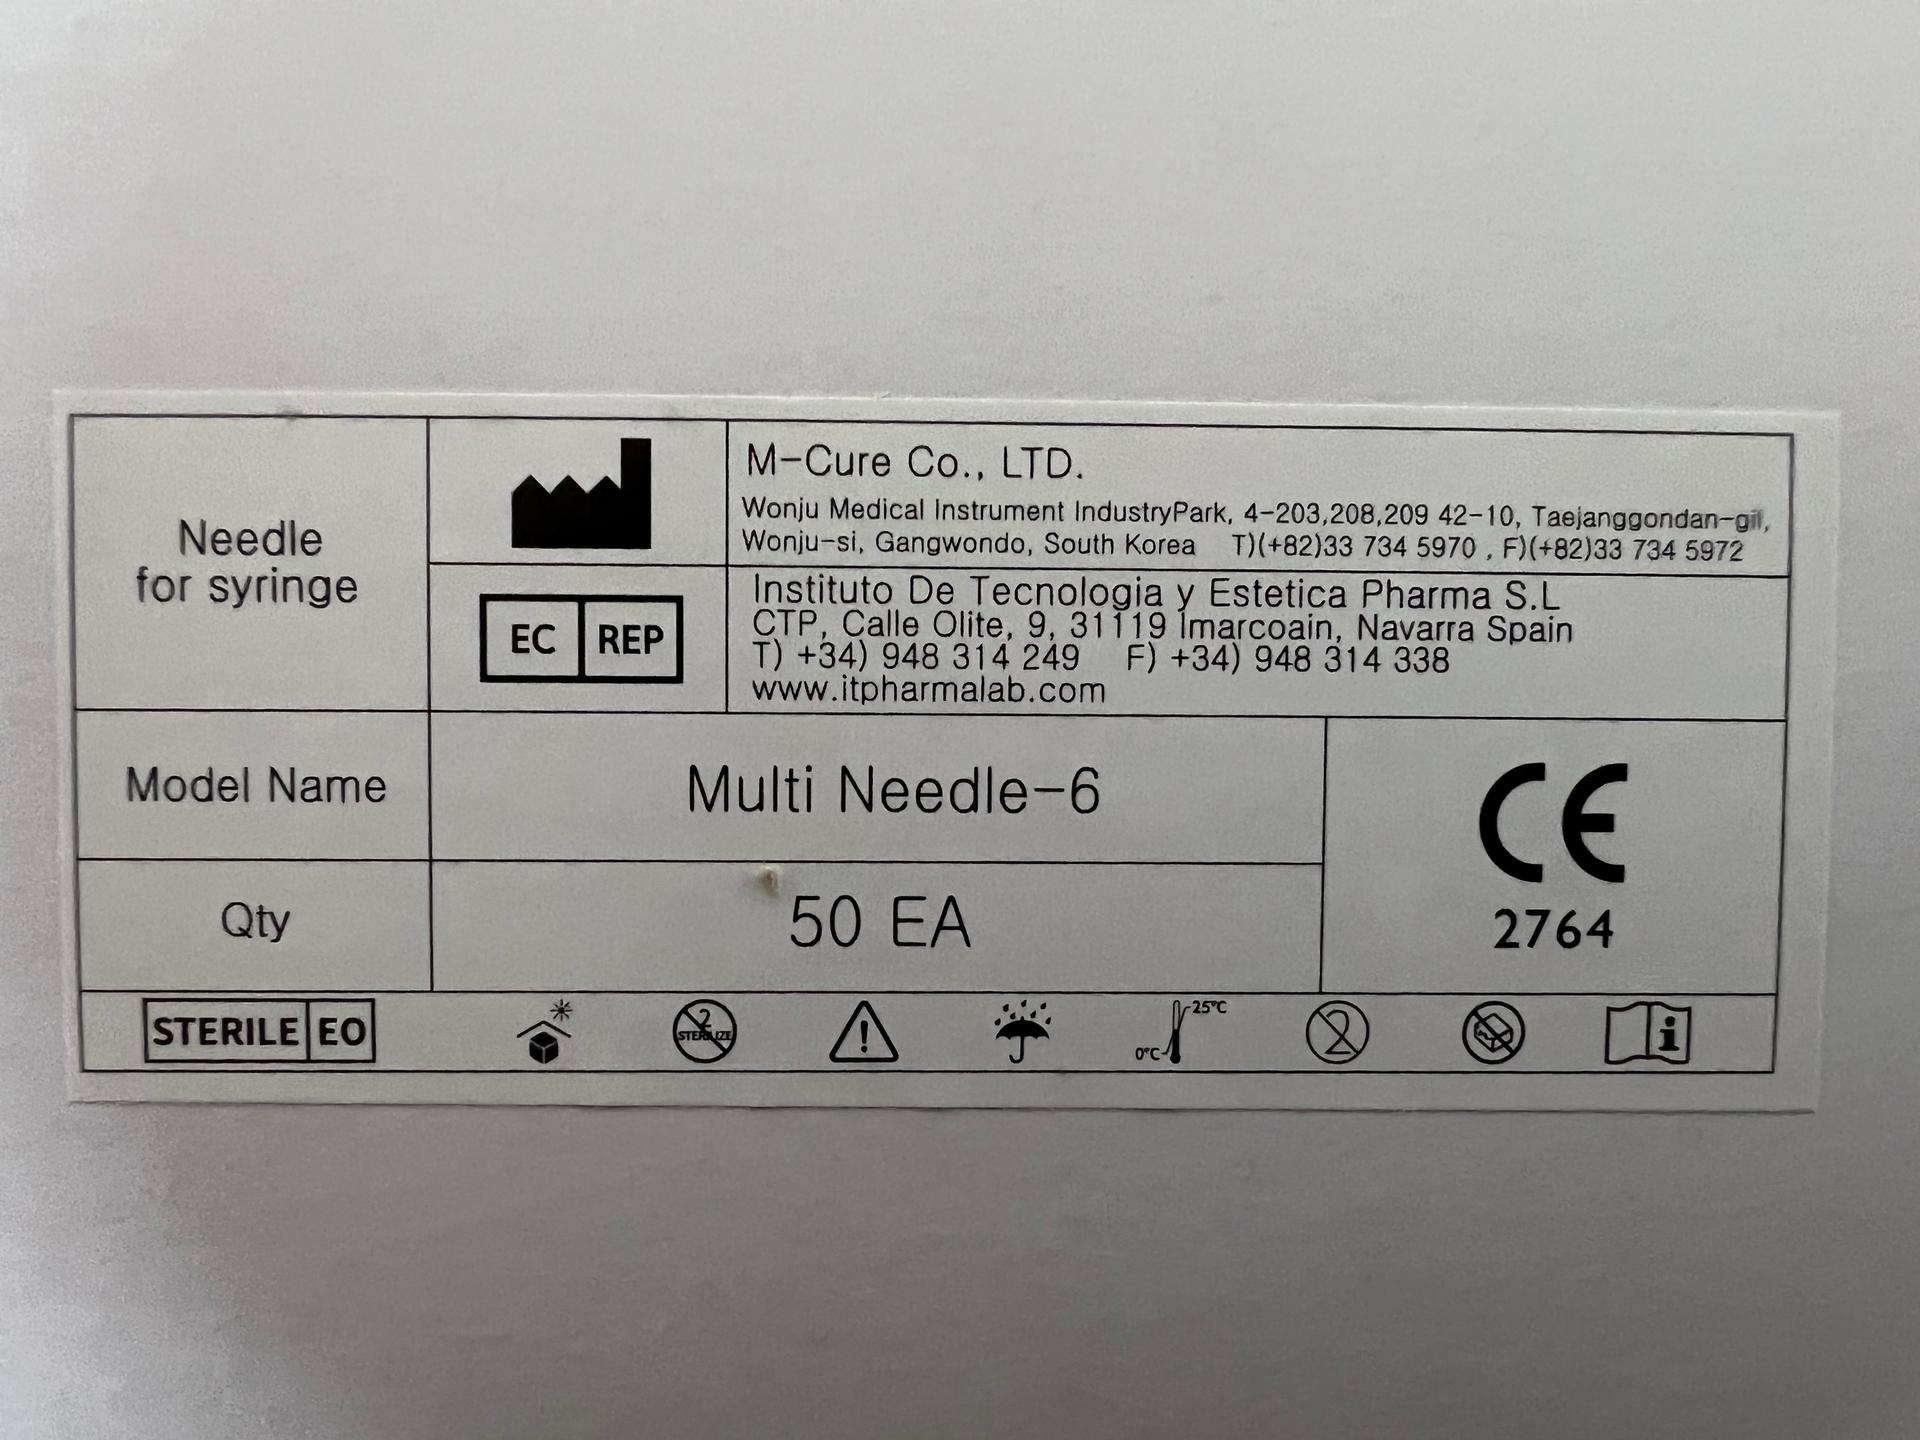 Needle
for syringe
M-Cure Co., LTD.
Wonju Medical Instrument IndustryPark, 4-203,208,209 42-10, Taejanggondan-gil,
Wonju-si, Gangwondo, South Korea T)(+82)33 734 5970 , F)(+82)33 734 5972
EC REP
Instituto De Tecnologia y Estetica Pharma S.L
CTP, Calle Olite, 9, 31119 Imarcoain, Navarra Spain
T) +34) 948 314 249 F) +34) 948 314 338
www.itpharmalab.com
Model Name
Multi Needle-6
CE
2764
Qty
50 EA
STERILE EO
2
STERILIZE
25°C
0°C
2
i